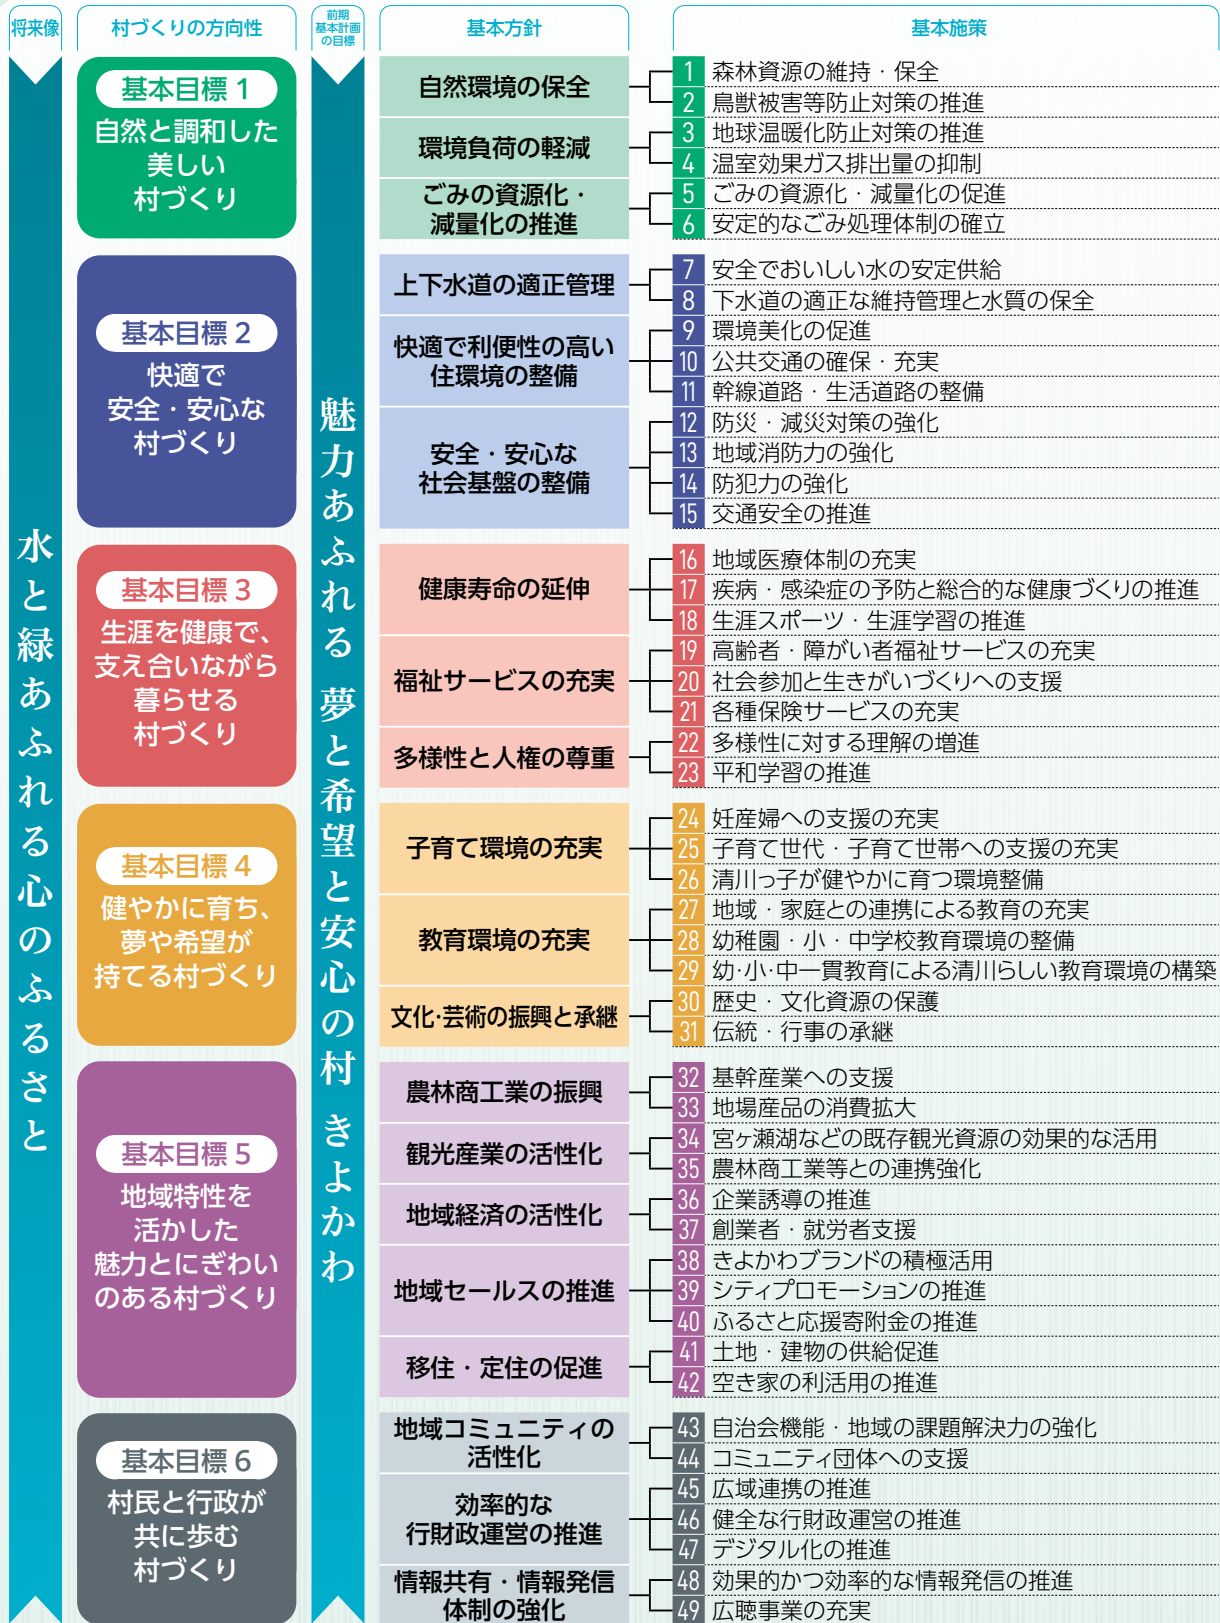 将来像
村づくりの方向性
前期
基本計画
の目標
基本方針
基本施策
水と緑あふれる心のふるさと
魅力あふれる 夢と希望と安心の村 きよかわ
基本目標 1
自然と調和した
美しい
村づくり
自然環境の保全
1 森林資源の維持・保全
2 鳥獣被害等防止対策の推進
環境負荷の軽減
3 地球温暖化防止対策の推進
4 温室効果ガス排出量の抑制
ごみの資源化・
減量化の推進
5 ごみの資源化・減量化の促進
6 安定的なごみ処理体制の確立
基本目標 2
快適で
安全・安心な
村づくり
上下水道の適正管理
7 安全でおいしい水の安定供給
8 下水道の適正な維持管理と水質の保全
快適で利便性の高い
住環境の整備
9 環境美化の促進
10 公共交通の確保・充実
11 幹線道路・生活道路の整備
安全・安心な
社会基盤の整備
12 防災・減災対策の強化
13 地域消防力の強化
14 防犯力の強化
15 交通安全の推進
基本目標 3
生涯を健康で、
支え合いながら
暮らせる
村づくり
健康寿命の延伸
16 地域医療体制の充実
17 疾病・感染症の予防と総合的な健康づくりの推進
18 生涯スポーツ・生涯学習の推進
福祉サービスの充実
19 高齢者・障がい者福祉サービスの充実
20 社会参加と生きがいづくりへの支援
21 各種保険サービスの充実
多様性と人権の尊重
22 多様性に対する理解の増進
23 平和学習の推進
基本目標 4
健やかに育ち、
夢や希望が
持てる村づくり
子育て環境の充実
24 妊産婦への支援の充実
25 子育て世代・子育て世帯への支援の充実
26 清川っ子が健やかに育つ環境整備
教育環境の充実
27 地域・家庭との連携による教育の充実
28 幼稚園・小・中学校教育環境の整備
29 幼・小・中一貫教育による清川らしい教育環境の構築
文化・芸術の振興と承継
30 歴史・文化資源の保護
31 伝統・行事の承継
基本目標 5
地域特性を
活かした
魅力とにぎわい
のある村づくり
農林商工業の振興
32 基幹産業への支援
33 地場産品の消費拡大
観光産業の活性化
34 宮ヶ瀬湖などの既存観光資源の効果的な活用
35 農林商工業等との連携強化
地域経済の活性化
36 企業誘導の推進
37 創業者・就労者支援
地域セールスの推進
38 きよかわブランドの積極活用
39 シティプロモーションの推進
40 ふるさと応援寄附金の推進
移住・定住の促進
41 土地・建物の供給促進
42 空き家の利活用の推進
基本目標 6
村民と行政が
共に歩む
村づくり
地域コミュニティの
活性化
43 自治会機能・地域の課題解決力の強化
44 コミュニティ団体への支援
効率的な
行財政運営の推進
45 広域連携の推進
46 健全な行財政運営の推進
47 デジタル化の推進
情報共有・情報発信
体制の強化
48 効果的かつ効率的な情報発信の推進
49 広聴事業の充実